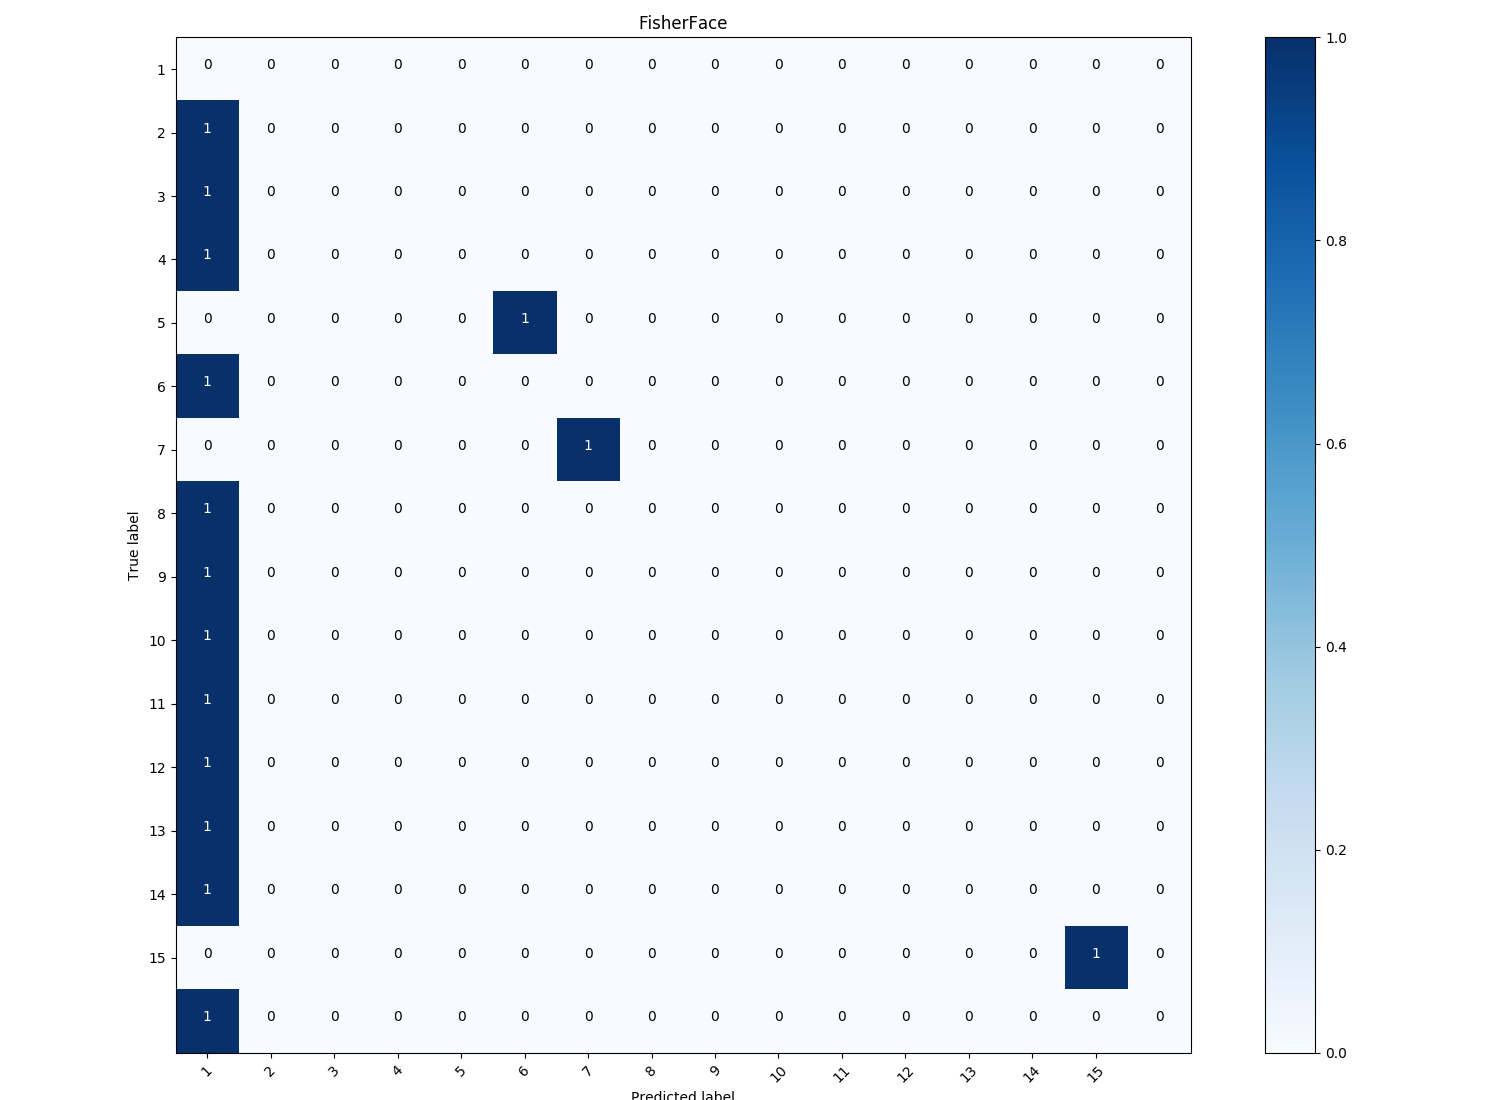 FisherFace
1 0 0 0 0 0 0 0 0 0 0 0 0 0 0 0 0
2 1 0 0 0 0 0 0 0 0 0 0 0 0 0 0 0
3 1 0 0 0 0 0 0 0 0 0 0 0 0 0 0 0
4 1 0 0 0 0 0 0 0 0 0 0 0 0 0 0 0
5 0 0 0 0 0 1 0 0 0 0 0 0 0 0 0 0
6 1 0 0 0 0 0 0 0 0 0 0 0 0 0 0 0
7 0 0 0 0 0 0 1 0 0 0 0 0 0 0 0 0
8 1 0 0 0 0 0 0 0 0 0 0 0 0 0 0 0
9 1 0 0 0 0 0 0 0 0 0 0 0 0 0 0 0
10 1 0 0 0 0 0 0 0 0 0 0 0 0 0 0 0
11 1 0 0 0 0 0 0 0 0 0 0 0 0 0 0 0
12 1 0 0 0 0 0 0 0 0 0 0 0 0 0 0 0
13 1 0 0 0 0 0 0 0 0 0 0 0 0 0 0 0
14 1 0 0 0 0 0 0 0 0 0 0 0 0 0 0 0
15 0 0 0 0 0 0 0 0 0 0 0 0 0 0 1 0
1 0 0 0 0 0 0 0 0 0 0 0 0 0 0 0
1 2 3 4 5 6 7 8 9 10 11 12 13 14 15
True label
Predicted label
1.0
0.8
0.6
0.4
0.2
0.0